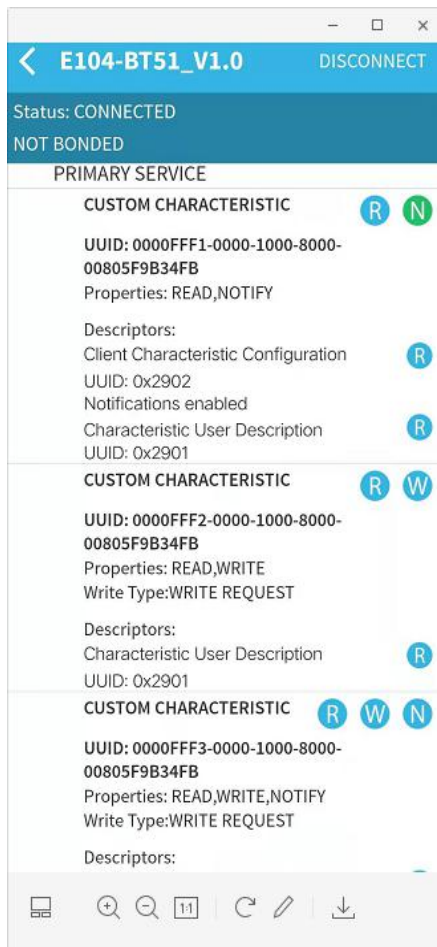 E104-BT51_V1.0 DISCONNECT
Status: CONNECTED
NOT BONDED
PRIMARY SERVICE
CUSTOM CHARACTERISTIC R N
UUID: 0000FFF1-0000-1000-8000-
00805F9B34FB
Properties: READ,NOTIFY
Descriptors:
Client Characteristic Configuration R
UUID: 0x2902
Notifications enabled
Characteristic User Description R
UUID: 0x2901
CUSTOM CHARACTERISTIC R W
UUID: 0000FFF2-0000-1000-8000-
00805F9B34FB
Properties: READ,WRITE
Write Type:WRITE REQUEST
Descriptors:
Characteristic User Description R
UUID: 0x2901
CUSTOM CHARACTERISTIC R W N
UUID: 0000FFF3-0000-1000-8000-
00805F9B34FB
Properties: READ,WRITE,NOTIFY
Write Type:WRITE REQUEST
Descriptors:
1:1